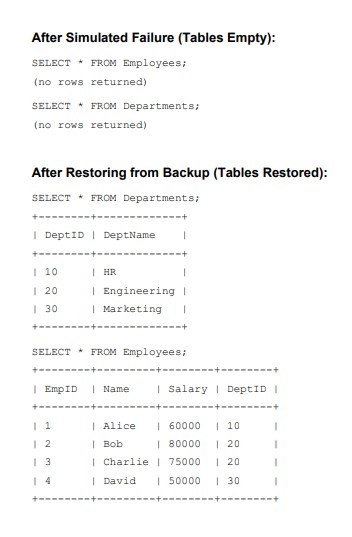 After Simulated Failure (Tables Empty):
SELECT * FROM Employees;
(no rows returned)
SELECT * FROM Departments;
(no rows returned)
After Restoring from Backup (Tables Restored):
SELECT * FROM Departments;
+--------+-------------+
| DeptID | DeptName    |
+--------+-------------+
| 10     | HR          |
| 20     | Engineering |
| 30     | Marketing   |
+--------+-------------+
SELECT * FROM Employees;
+--------+---------+--------+--------+
| EmpID  | Name    | Salary | DeptID |
+--------+---------+--------+--------+
| 1      | Alice   | 60000  | 10     |
| 2      | Bob     | 80000  | 20     |
| 3      | Charlie | 75000  | 20     |
| 4      | David   | 50000  | 30     |
+--------+---------+--------+--------+